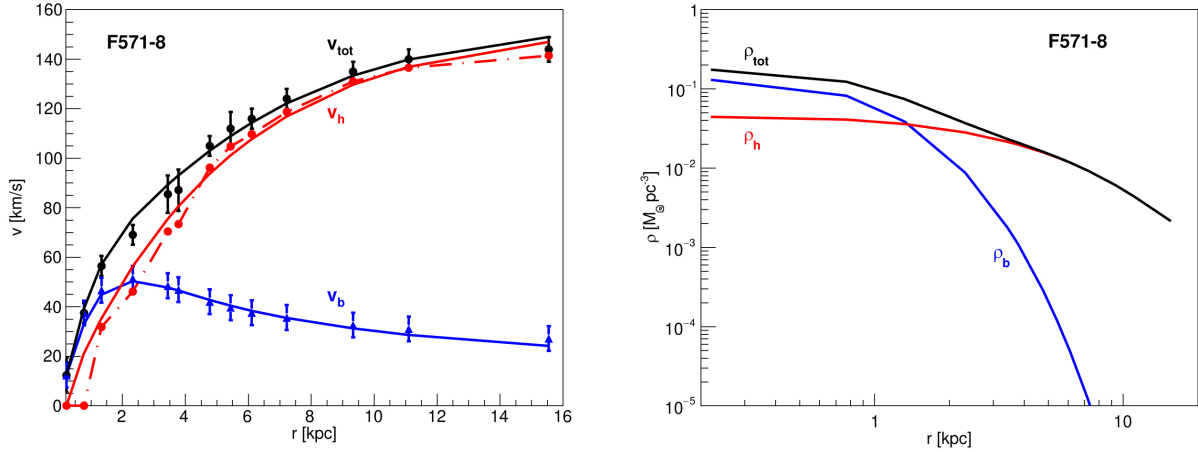 F571-8
v_tot
v_h
v_b
v [km/s]
160
140
120
100
80
60
40
20
0
2 4 6 8 10 12 14 16
r [kpc]
F571-8
ρ_tot
ρ_h
ρ_b
ρ [M_⊙ pc^-3]
1
10^-1
10^-2
10^-3
10^-4
10^-5
1 10
r [kpc]